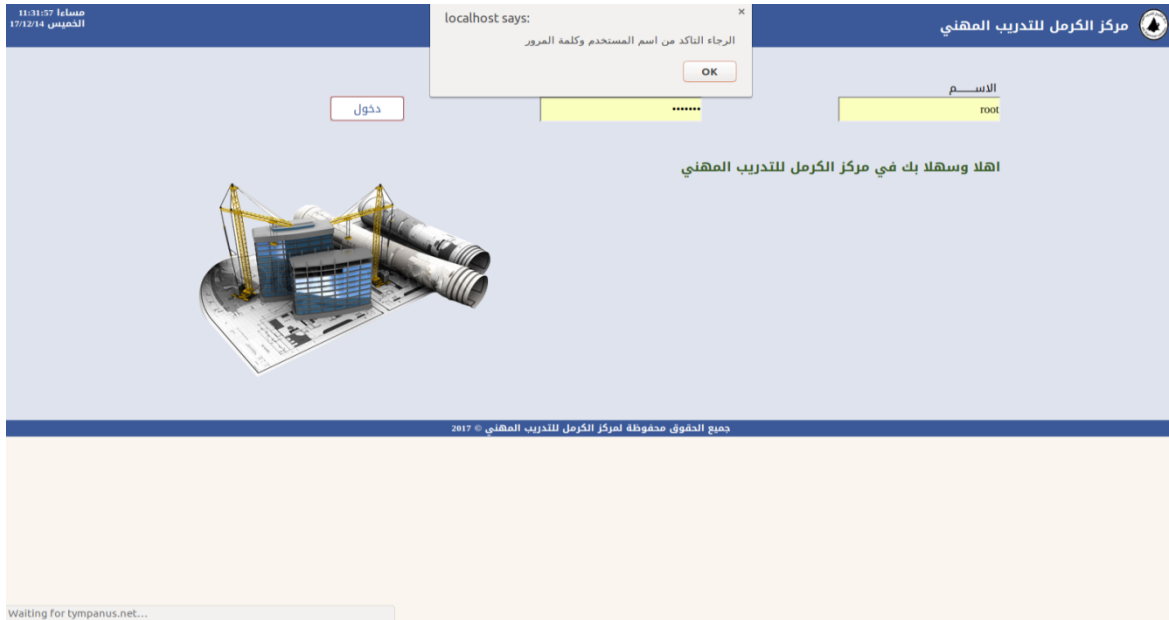 مركز الكرمل للتدريب المهني
11:31:57 مساءا
الخميس 17/12/14
localhost says:
×
الرجاء التاكد من اسم المستخدم وكلمة المرور
OK
الاســـــم
root
•••••••
دخول
اهلا وسهلا بك في مركز الكرمل للتدريب المهني
جميع الحقوق محفوظة لمركز الكرمل للتدريب المهني © 2017
Waiting for tympanus.net...